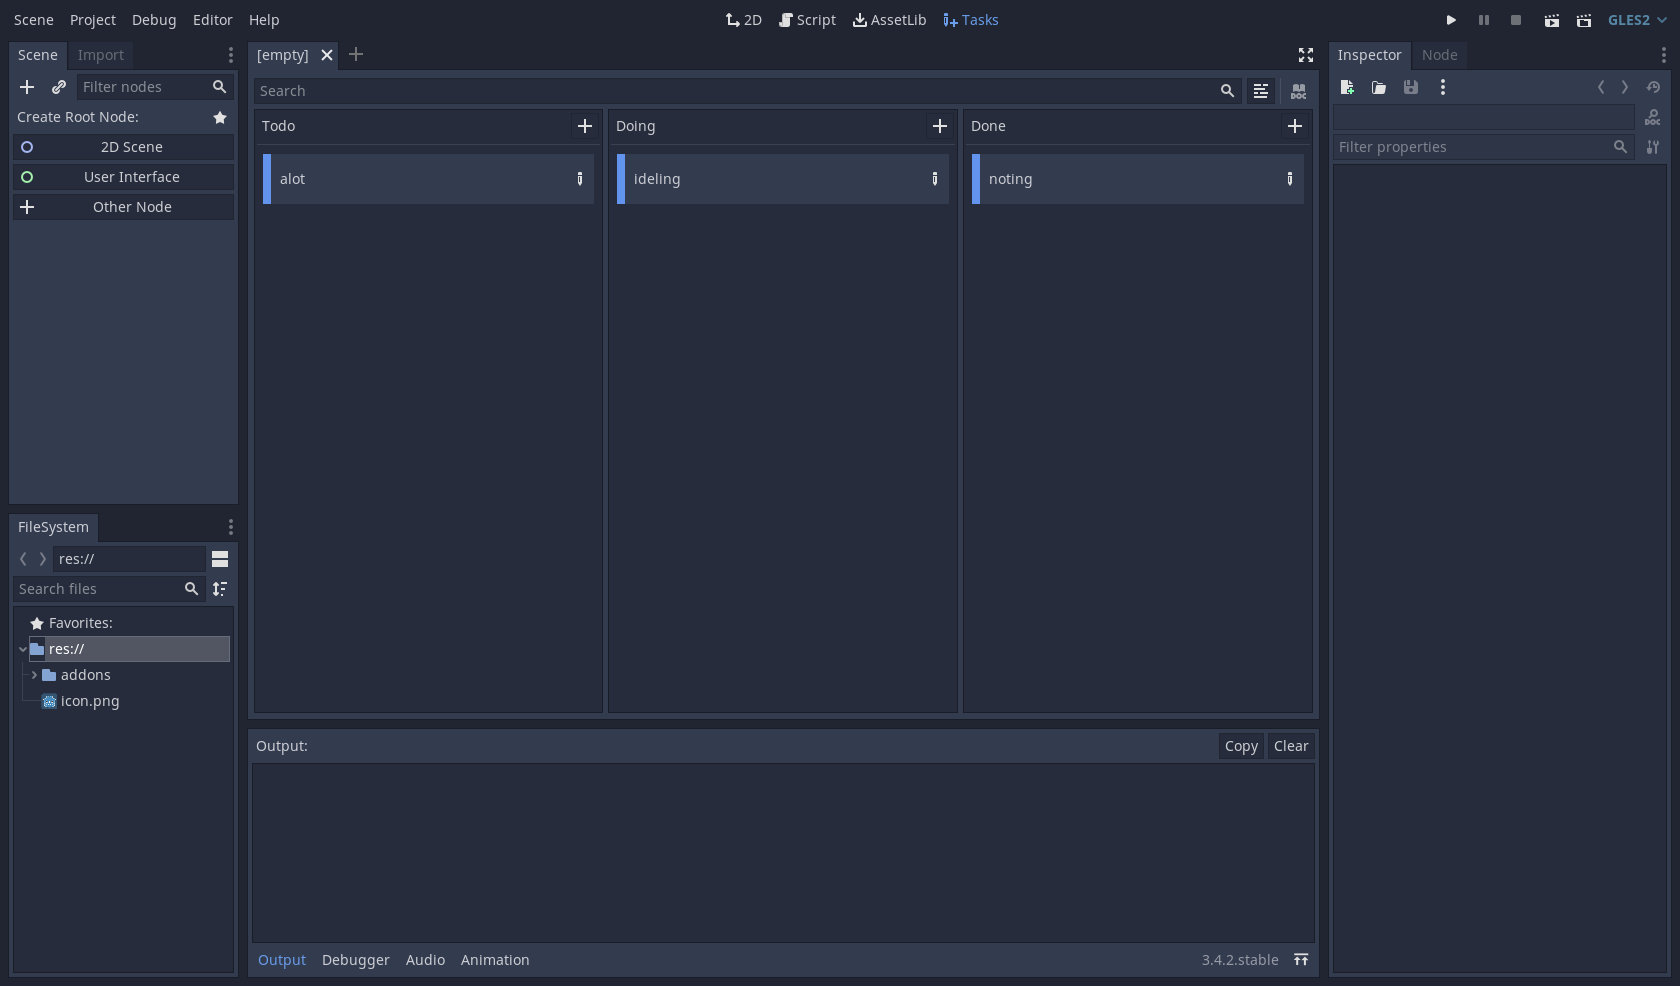 Scene Project Debug Editor Help 2D Script AssetLib Tasks GLES2
Scene Import
Filter nodes
Create Root Node:
2D Scene
User Interface
Other Node
FileSystem
res://
Search files
Favorites:
res://
addons
icon.png
[empty]
Search
DOC
Todo
alot
Doing
ideling
Done
noting
Output:
Copy Clear
Output Debugger Audio Animation 3.4.2.stable
Inspector Node
DOC
Filter properties